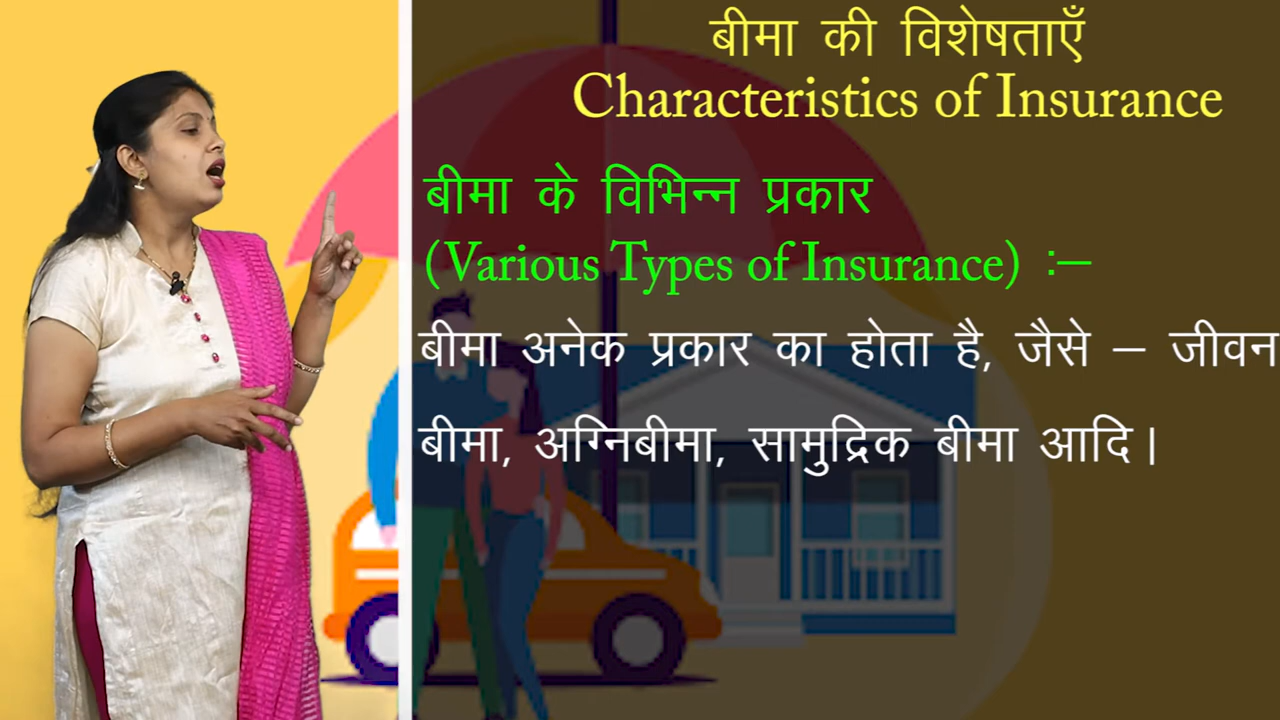 बीमा की विशेषताएँ
Characteristics of Insurance
बीमा के विभिन्न प्रकार
(Various Types of Insurance) :–
बीमा अनेक प्रकार का होता है, जैसे – जीवन
बीमा, अग्निबीमा, सामुद्रिक बीमा आदि।